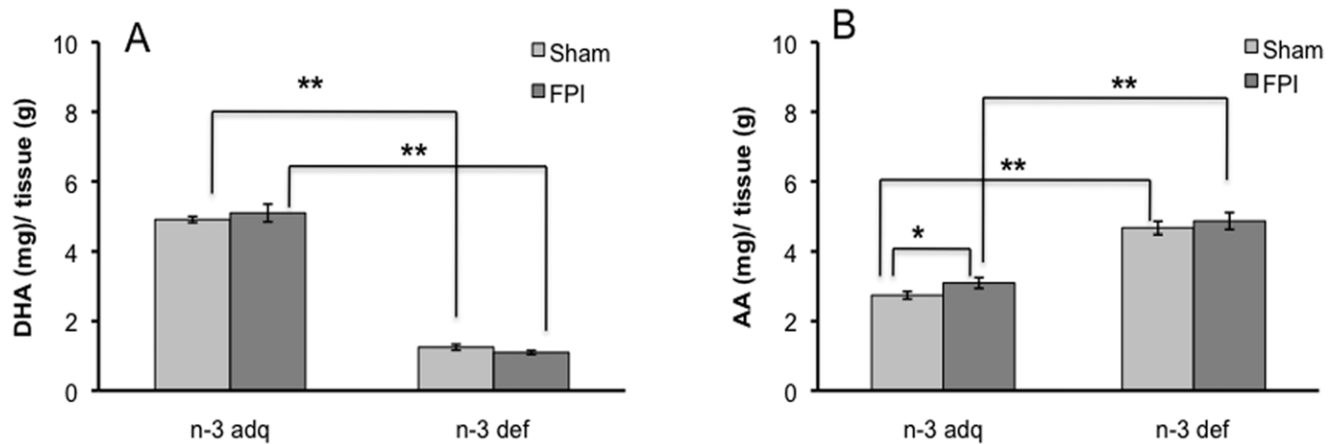 A
DHA (mg)/ tissue (g)
10
8
6
4
2
0
**
**
Sham
FPI
n-3 adq
n-3 def
B
AA (mg)/ tissue (g)
10
8
6
4
2
0
**
**
*
Sham
FPI
n-3 adq
n-3 def